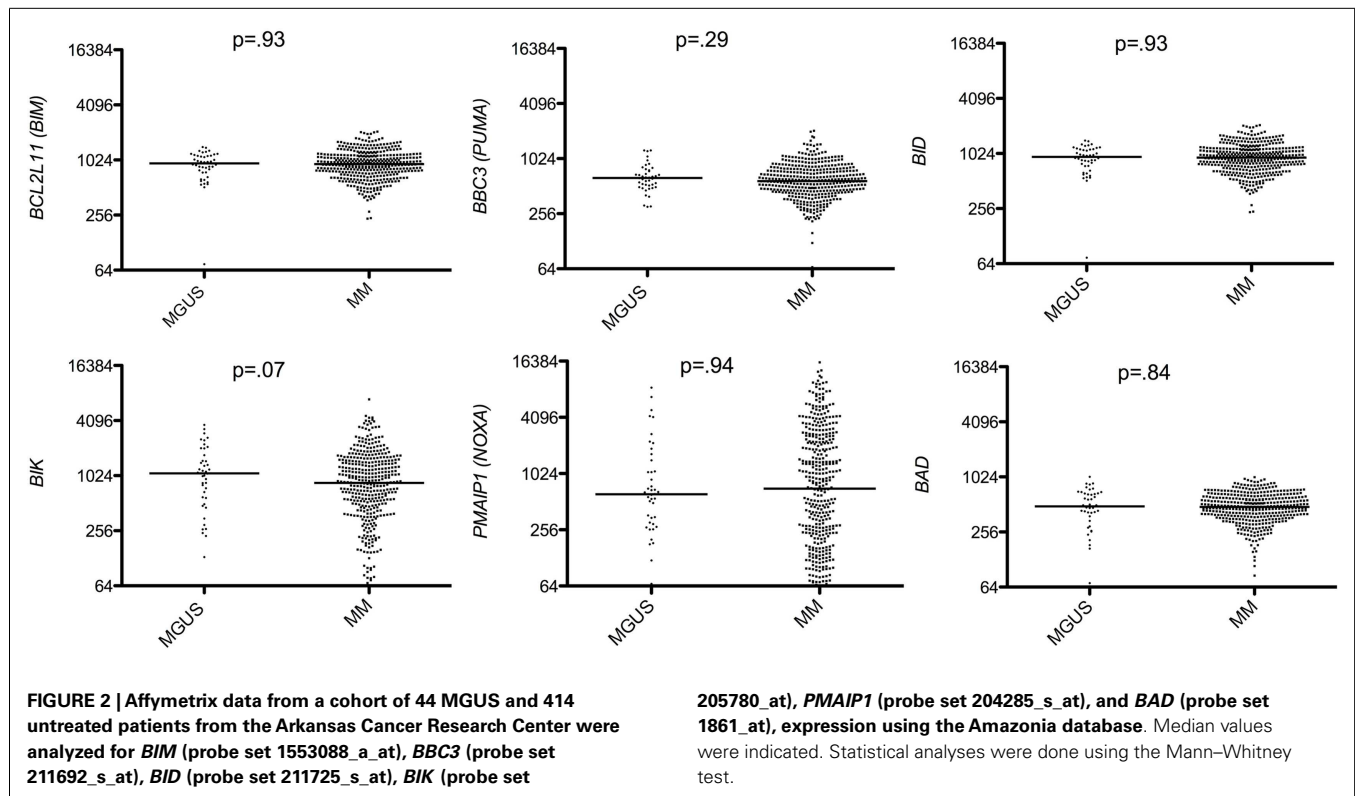 p=.93
16384
4096
1024
256
64
BCL2L11 (BIM)
MGUS
MM
p=.29
16384
4096
1024
256
64
BBC3 (PUMA)
MGUS
MM
p=.93
16384
4096
1024
256
64
BID
MGUS
MM
p=.07
16384
4096
1024
256
64
BIK
MGUS
MM
p=.94
16384
4096
1024
256
64
PMAIP1 (NOXA)
MGUS
MM
p=.84
16384
4096
1024
256
64
BAD
MGUS
MM
FIGURE 2 | Affymetrix data from a cohort of 44 MGUS and 414
untreated patients from the Arkansas Cancer Research Center were
analyzed for BIM (probe set 1553088_a_at), BBC3 (probe set
211692_s_at), BID (probe set 211725_s_at), BIK (probe set
205780_at), PMAIP1 (probe set 204285_s_at), and BAD (probe set
1861_at), expression using the Amazonia database. Median values
were indicated. Statistical analyses were done using the Mann–Whitney
test.